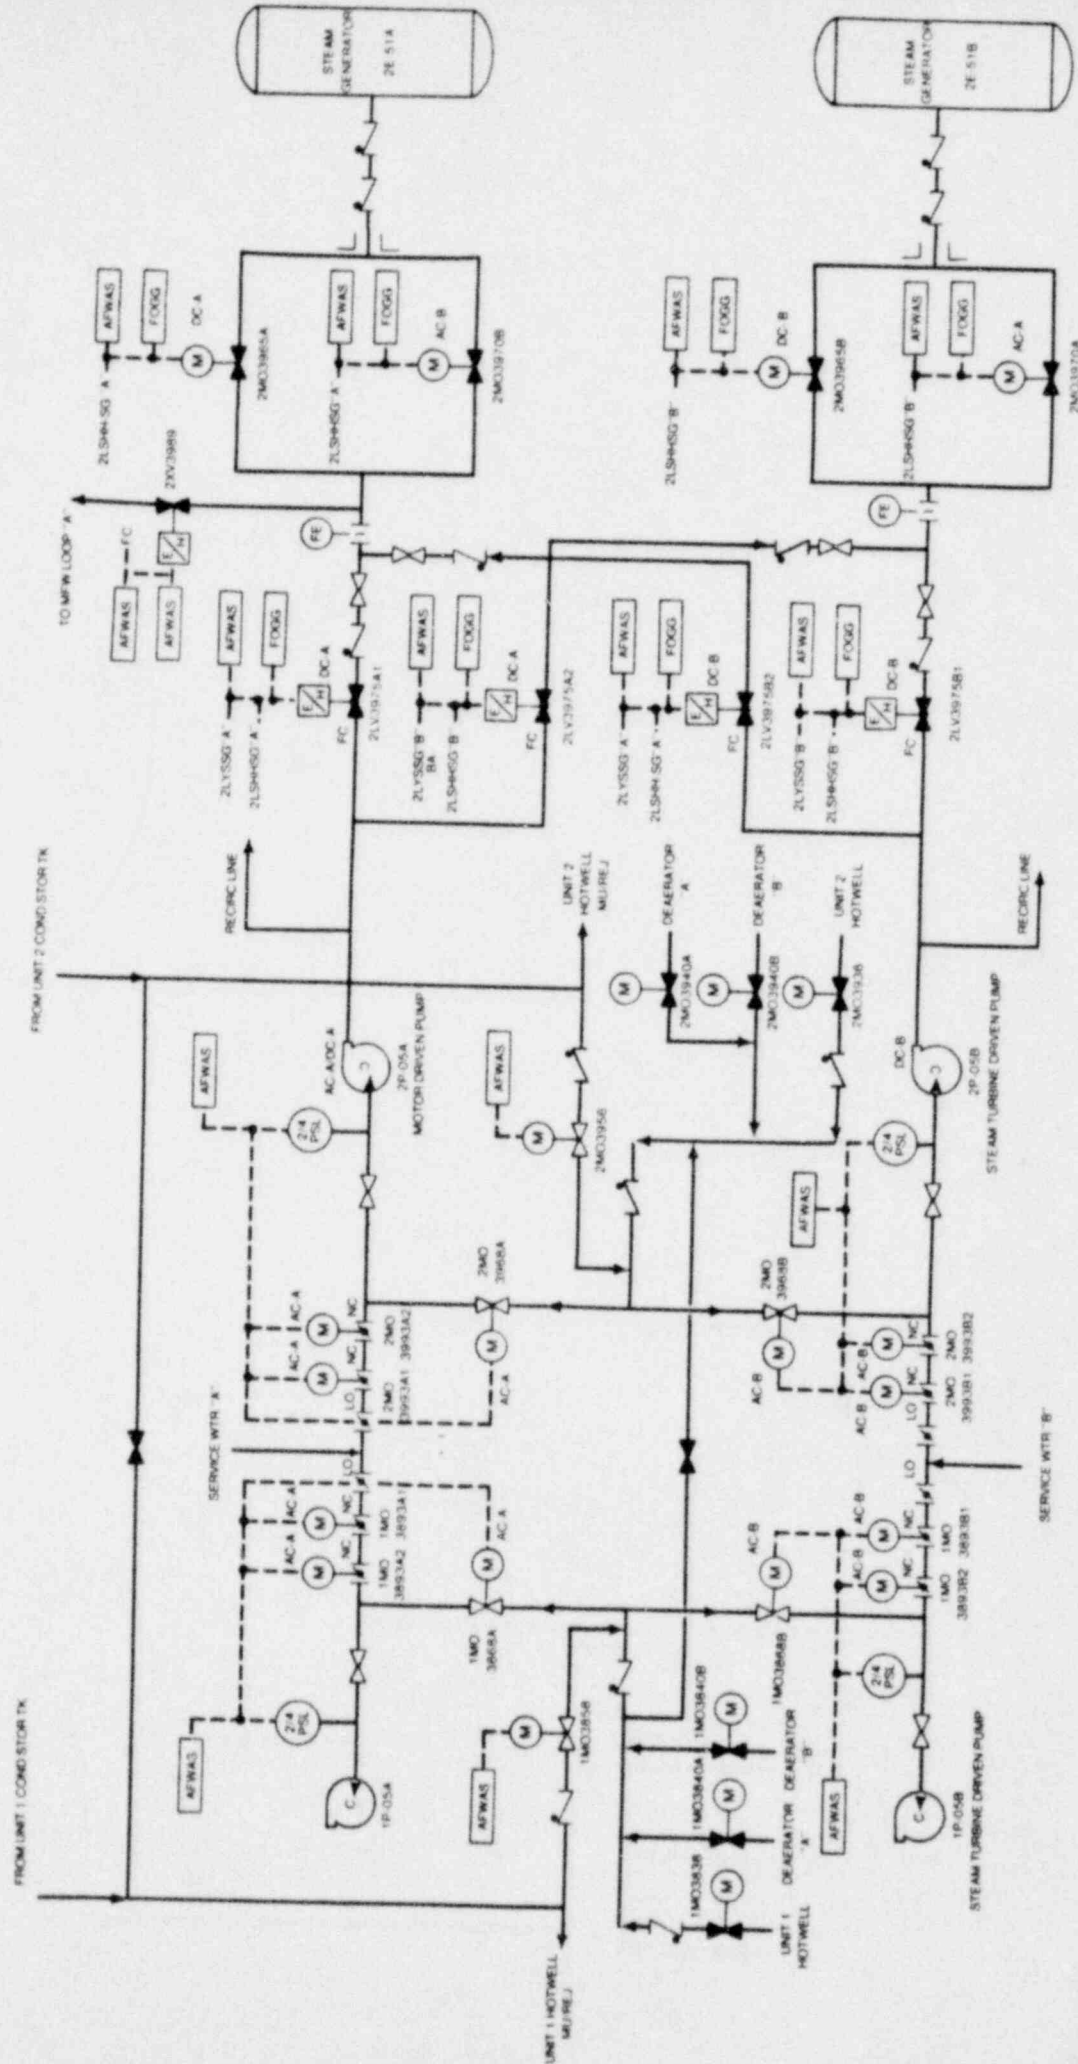 STEAM
GENERATOR
2E-51A
STEAM
GENERATOR
2E-51B
AFWAS
FOGG
DC-A
M
2LSHH-SG "A"
2MO3965A
AFWAS
FOGG
AC-B
M
2LSHHSG "A"
2MO3970B
AFWAS
FOGG
DC-B
M
2LSHHSG "B"
2MO3965B
AFWAS
FOGG
AC-A
M
2LSHHSG "B"
2MO3970A
TO MFW LOOP "A"
2XV3989
FC
E/H
AFWAS
AFWAS
FE
FE
AFWAS
FOGG
DC-A
E/H
2LYSSG "A"
2LSHHSG "A"
FC
2LV3975A1
AFWAS
FOGG
DC-A
E/H
2LYSSG "B"
BA
2LSHHSG "B"
FC
2LV3975A2
AFWAS
FOGG
DC-B
E/H
2LYSSG "A"
2LSHH-SG "A"
FC
2LV3975B2
AFWAS
FOGG
DC-B
E/H
2LYSSG "B"
2LSHHSG "B"
FC
2LV3975B1
RECIRC LINE
RECIRC LINE
FROM UNIT 2 COND STOR TK
UNIT 2
HOTWELL
MU/REJ
DEAERATOR
"A"
DEAERATOR
"B"
UNIT 2
HOTWELL
M
2MO3940A
M
2MO3940B
M
2MO3938
AC-A/DC-A
C
2P-05A
MOTOR DRIVEN PUMP
DC-B
C
2P-05B
STEAM TURBINE DRIVEN PUMP
AFWAS
2/4
PSL
AFWAS
M
2MO3956
AFWAS
2/4
PSL
AC-A
M
NC
2MO
3993A2
AC-A
M
NC
2MO
3993A1
LO
2MO
3968A
M
AC-A
2MO
3968B
M
AC-B
AC-B
M
NC
2MO
3993B2
AC-B
M
NC
2MO
3993B1
LO
SERVICE WTR "A"
SERVICE WTR "B"
LO
AC-A
M
NC
1MO
3893A1
AC-A
M
NC
1MO
3893A2
M
AC-A
1MO
3868A
AC-B
M
1MO3868B
LO
AC-B
M
NC
1MO
3893B1
AC-B
M
NC
1MO
3893B2
AFWAS
2/4
PSL
C
1P-05A
AFWAS
M
1MO3858
M
1MO3840B
M
1MO3840A
M
1MO3838
DEAERATOR
"B"
DEAERATOR
"A"
UNIT 1
HOTWELL
AFWAS
2/4
PSL
C
1P-05B
STEAM TURBINE DRIVEN PUMP
FROM UNIT 1 COND STOR TK
UNIT 1 HOTWELL
MU/REJ